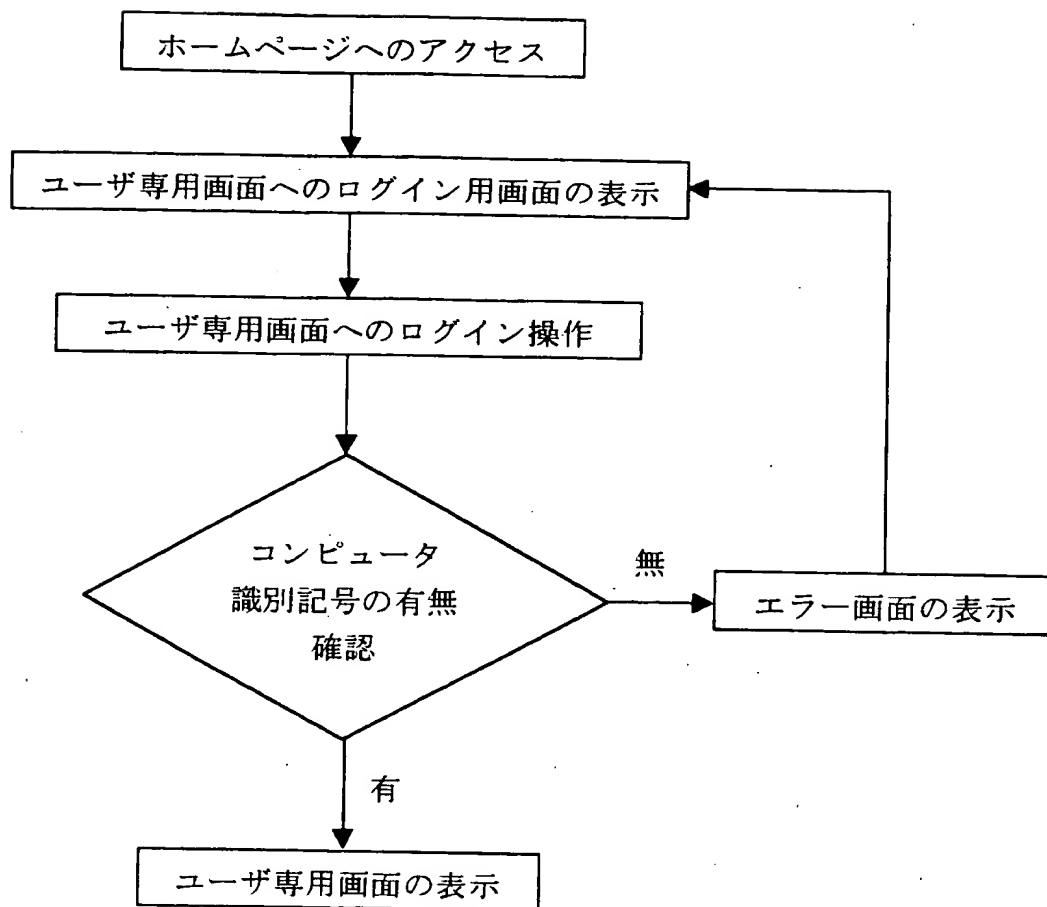 ホームページへのアクセス
ユーザ専用画面へのログイン用画面の表示
ユーザ専用画面へのログイン操作
コンピュータ
識別記号の有無
確認
無
エラー画面の表示
有
ユーザ専用画面の表示